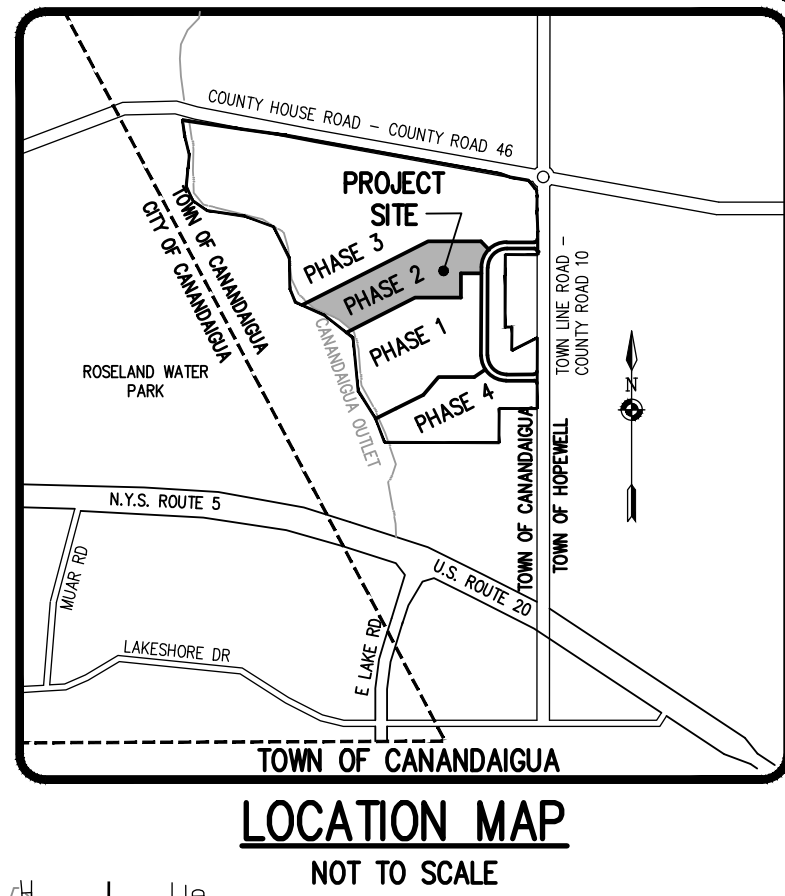 COUNTY HOUSE ROAD - COUNTY ROAD 46
PROJECT
SITE
TOWN OF CANANDAIGUA
CITY OF CANANDAIGUA
PHASE 3
PHASE 2
PHASE 1
PHASE 4
TOWN LINE ROAD -
COUNTY ROAD 10
CANANDAIGUA OUTLET
ROSELAND WATER
PARK
N
TOWN OF CANANDAIGUA
TOWN OF HOPEWELL
N.Y.S. ROUTE 5
U.S. ROUTE 20
MUAR RD
LAKESHORE DR
E LAKE RD
TOWN OF CANANDAIGUA
LOCATION MAP
NOT TO SCALE